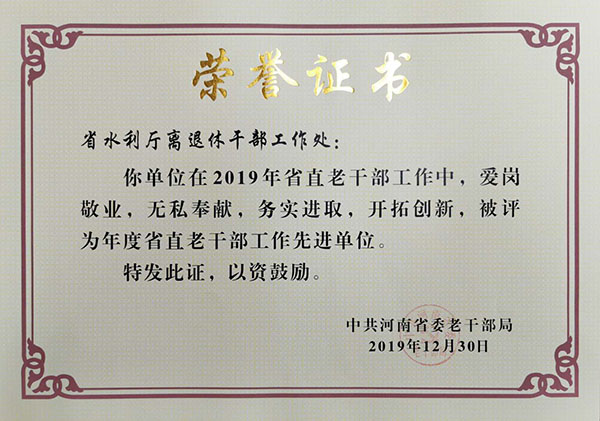 荣誉证书
省水利厅离退休干部工作处：
你单位在2019年省直老干部工作中，爱岗
敬业，无私奉献，务实进取，开拓创新，被评
为年度省直老干部工作先进单位。
特发此证，以资鼓励。
中共河南省委老干部局
2019年12月30日